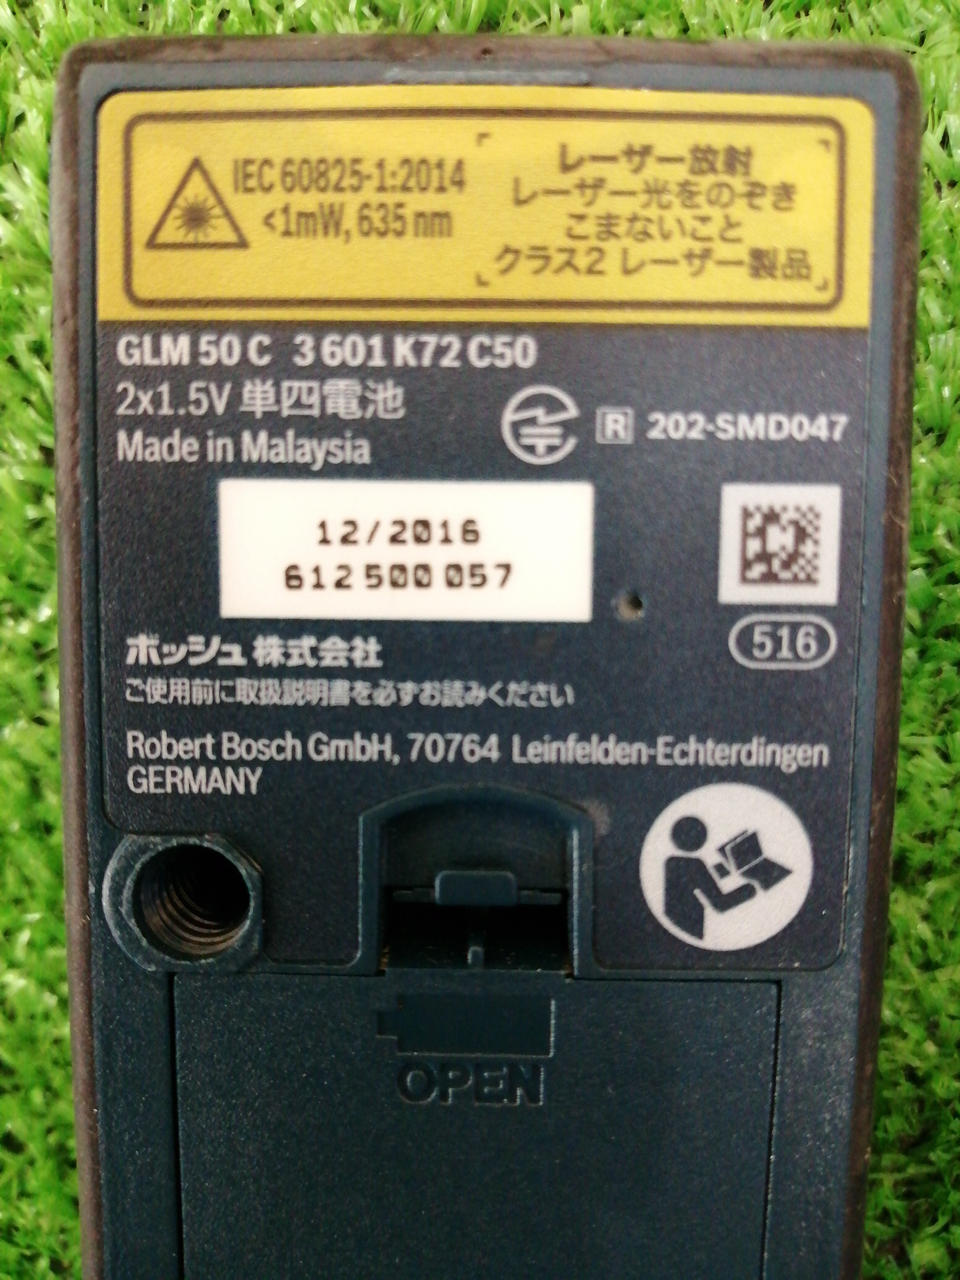 IEC 60825-1:2014
<1mW, 635 nm
レーザー放射
レーザー光をのぞき
こまないこと
クラス2 レーザー製品
GLM 50 C 3 601 K72 C50
2x1.5V 単四電池
Made in Malaysia
R 202-SMD047
12/2016
612500057
516
ボッシュ 株式会社
ご使用前に取扱説明書を必ずお読みください
Robert Bosch GmbH, 70764 Leinfelden-Echterdingen
GERMANY
OPEN